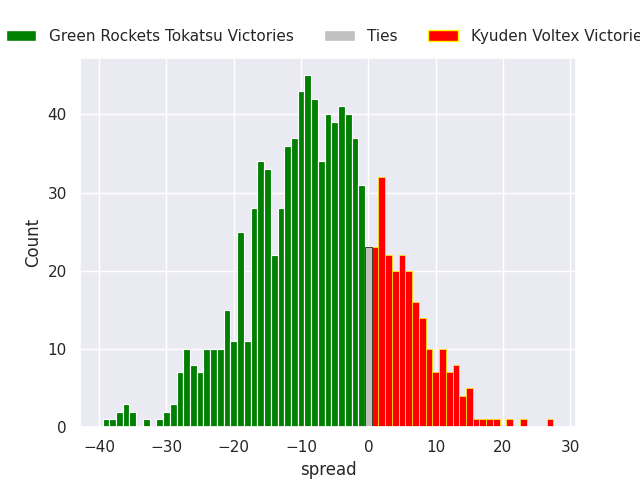 Green Rockets Tokatsu Victories Ties Kyuden Voltex Victorie
40
30
20
10
0
Count
−40 −30 −20 −10 0 10 20 30
spread